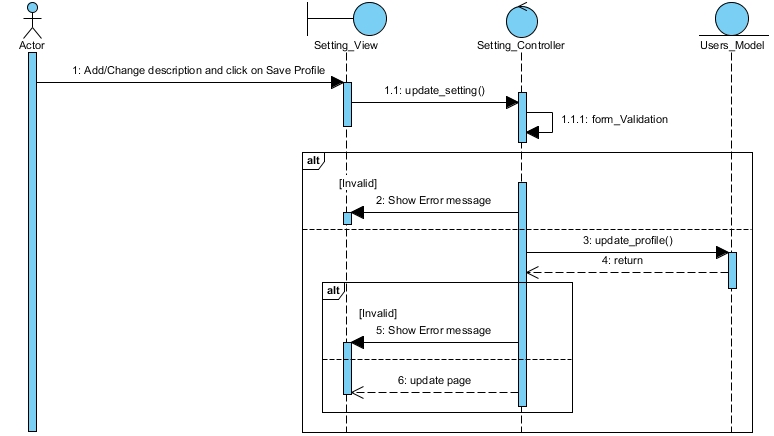 Actor
Setting_View
Setting_Controller
Users_Model
1: Add/Change description and click on Save Profile
1.1: update_setting()
1.1.1: form_Validation
alt
[Invalid]
2: Show Error message
3: update_profile()
4: return
alt
[Invalid]
5: Show Error message
6: update page